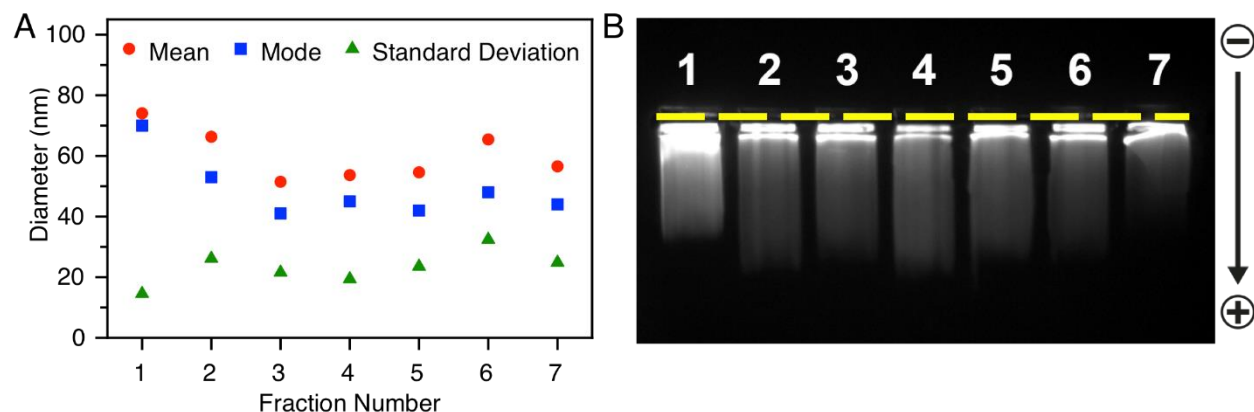 A
100
80
60
40
20
0
Diameter (nm)
Mean Mode Standard Deviation
1 2 3 4 5 6 7
Fraction Number
B
1 2 3 4 5 6 7
− 
+